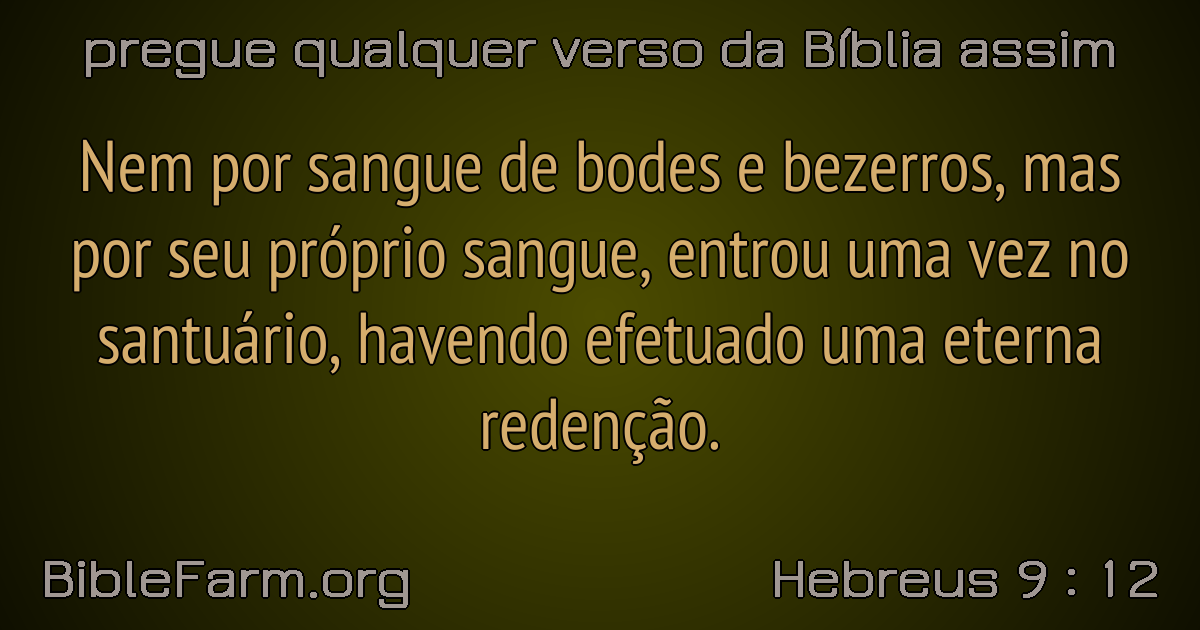 pregue qualquer verso da Bíblia assim
Nem por sangue de bodes e bezerros, mas
por seu próprio sangue, entrou uma vez no
santuário, havendo efetuado uma eterna
redenção.
BibleFarm.org
Hebreus 9 : 12